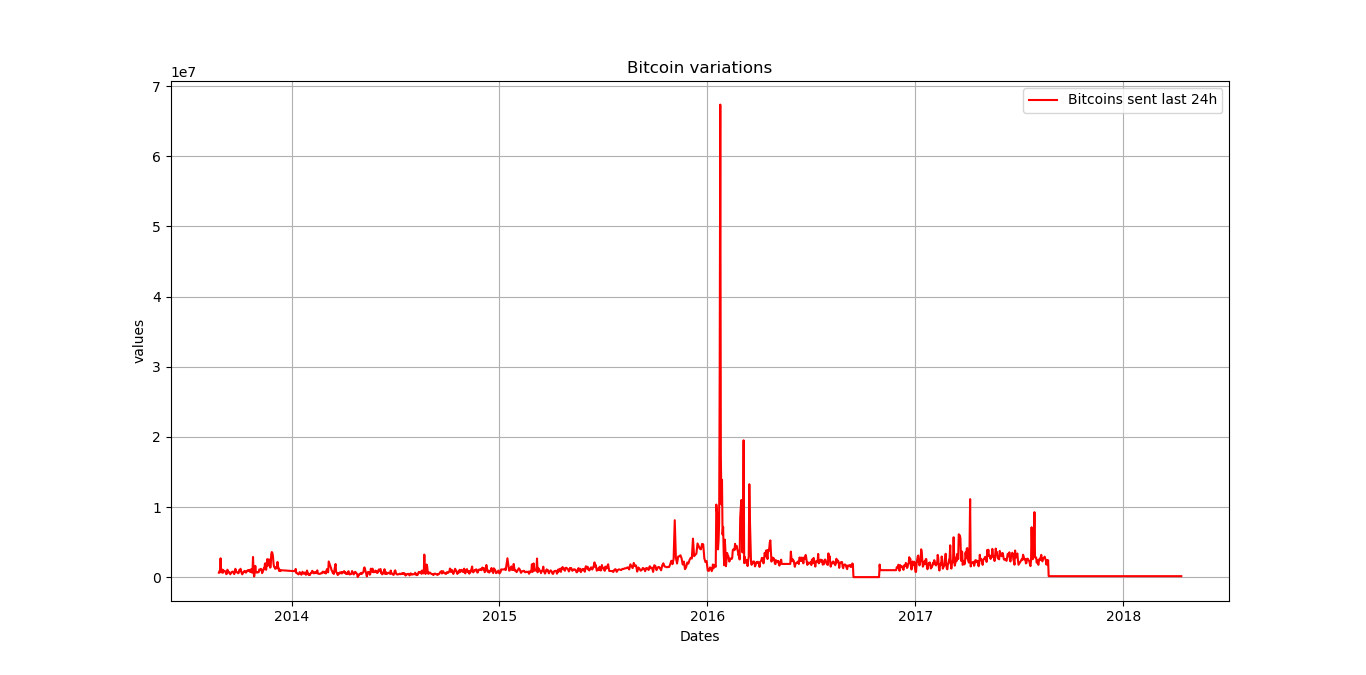 Bitcoin variations
1e7
Bitcoins sent last 24h
7
6
5
4
3
2
1
0
values
2014 2015 2016 2017 2018
Dates